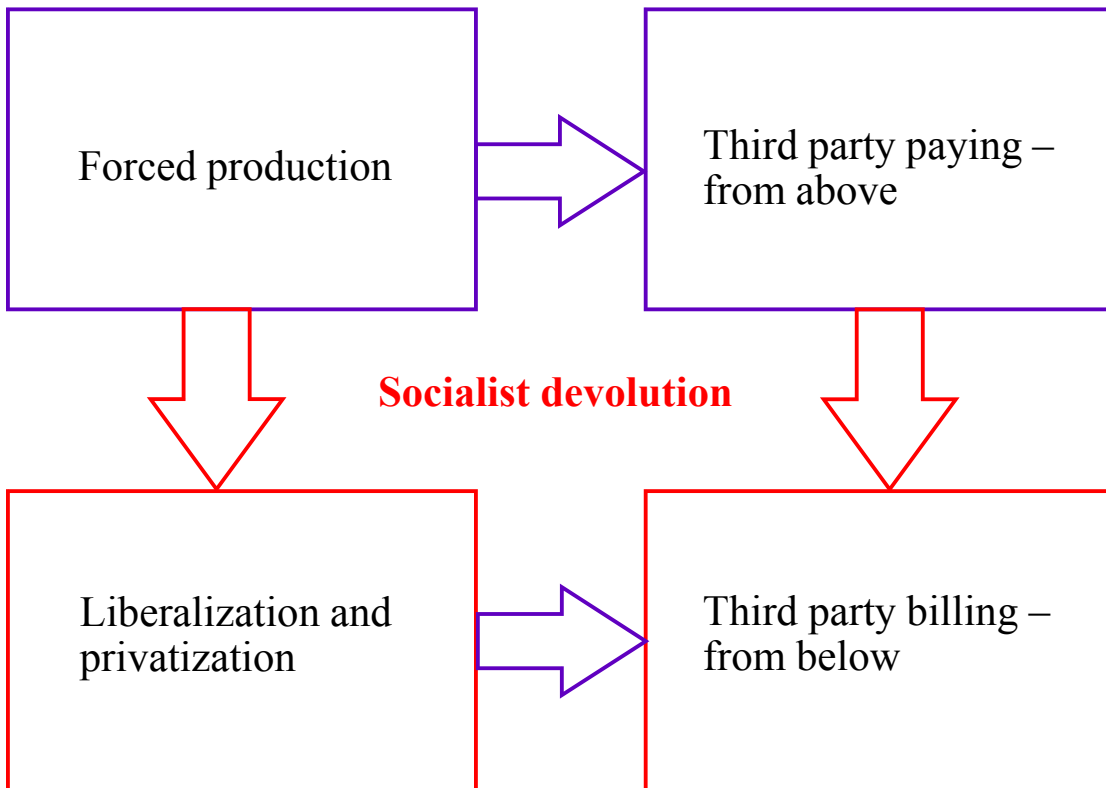 Forced production
Third party paying –
from above
Socialist devolution
Liberalization and
privatization
Third party billing –
from below